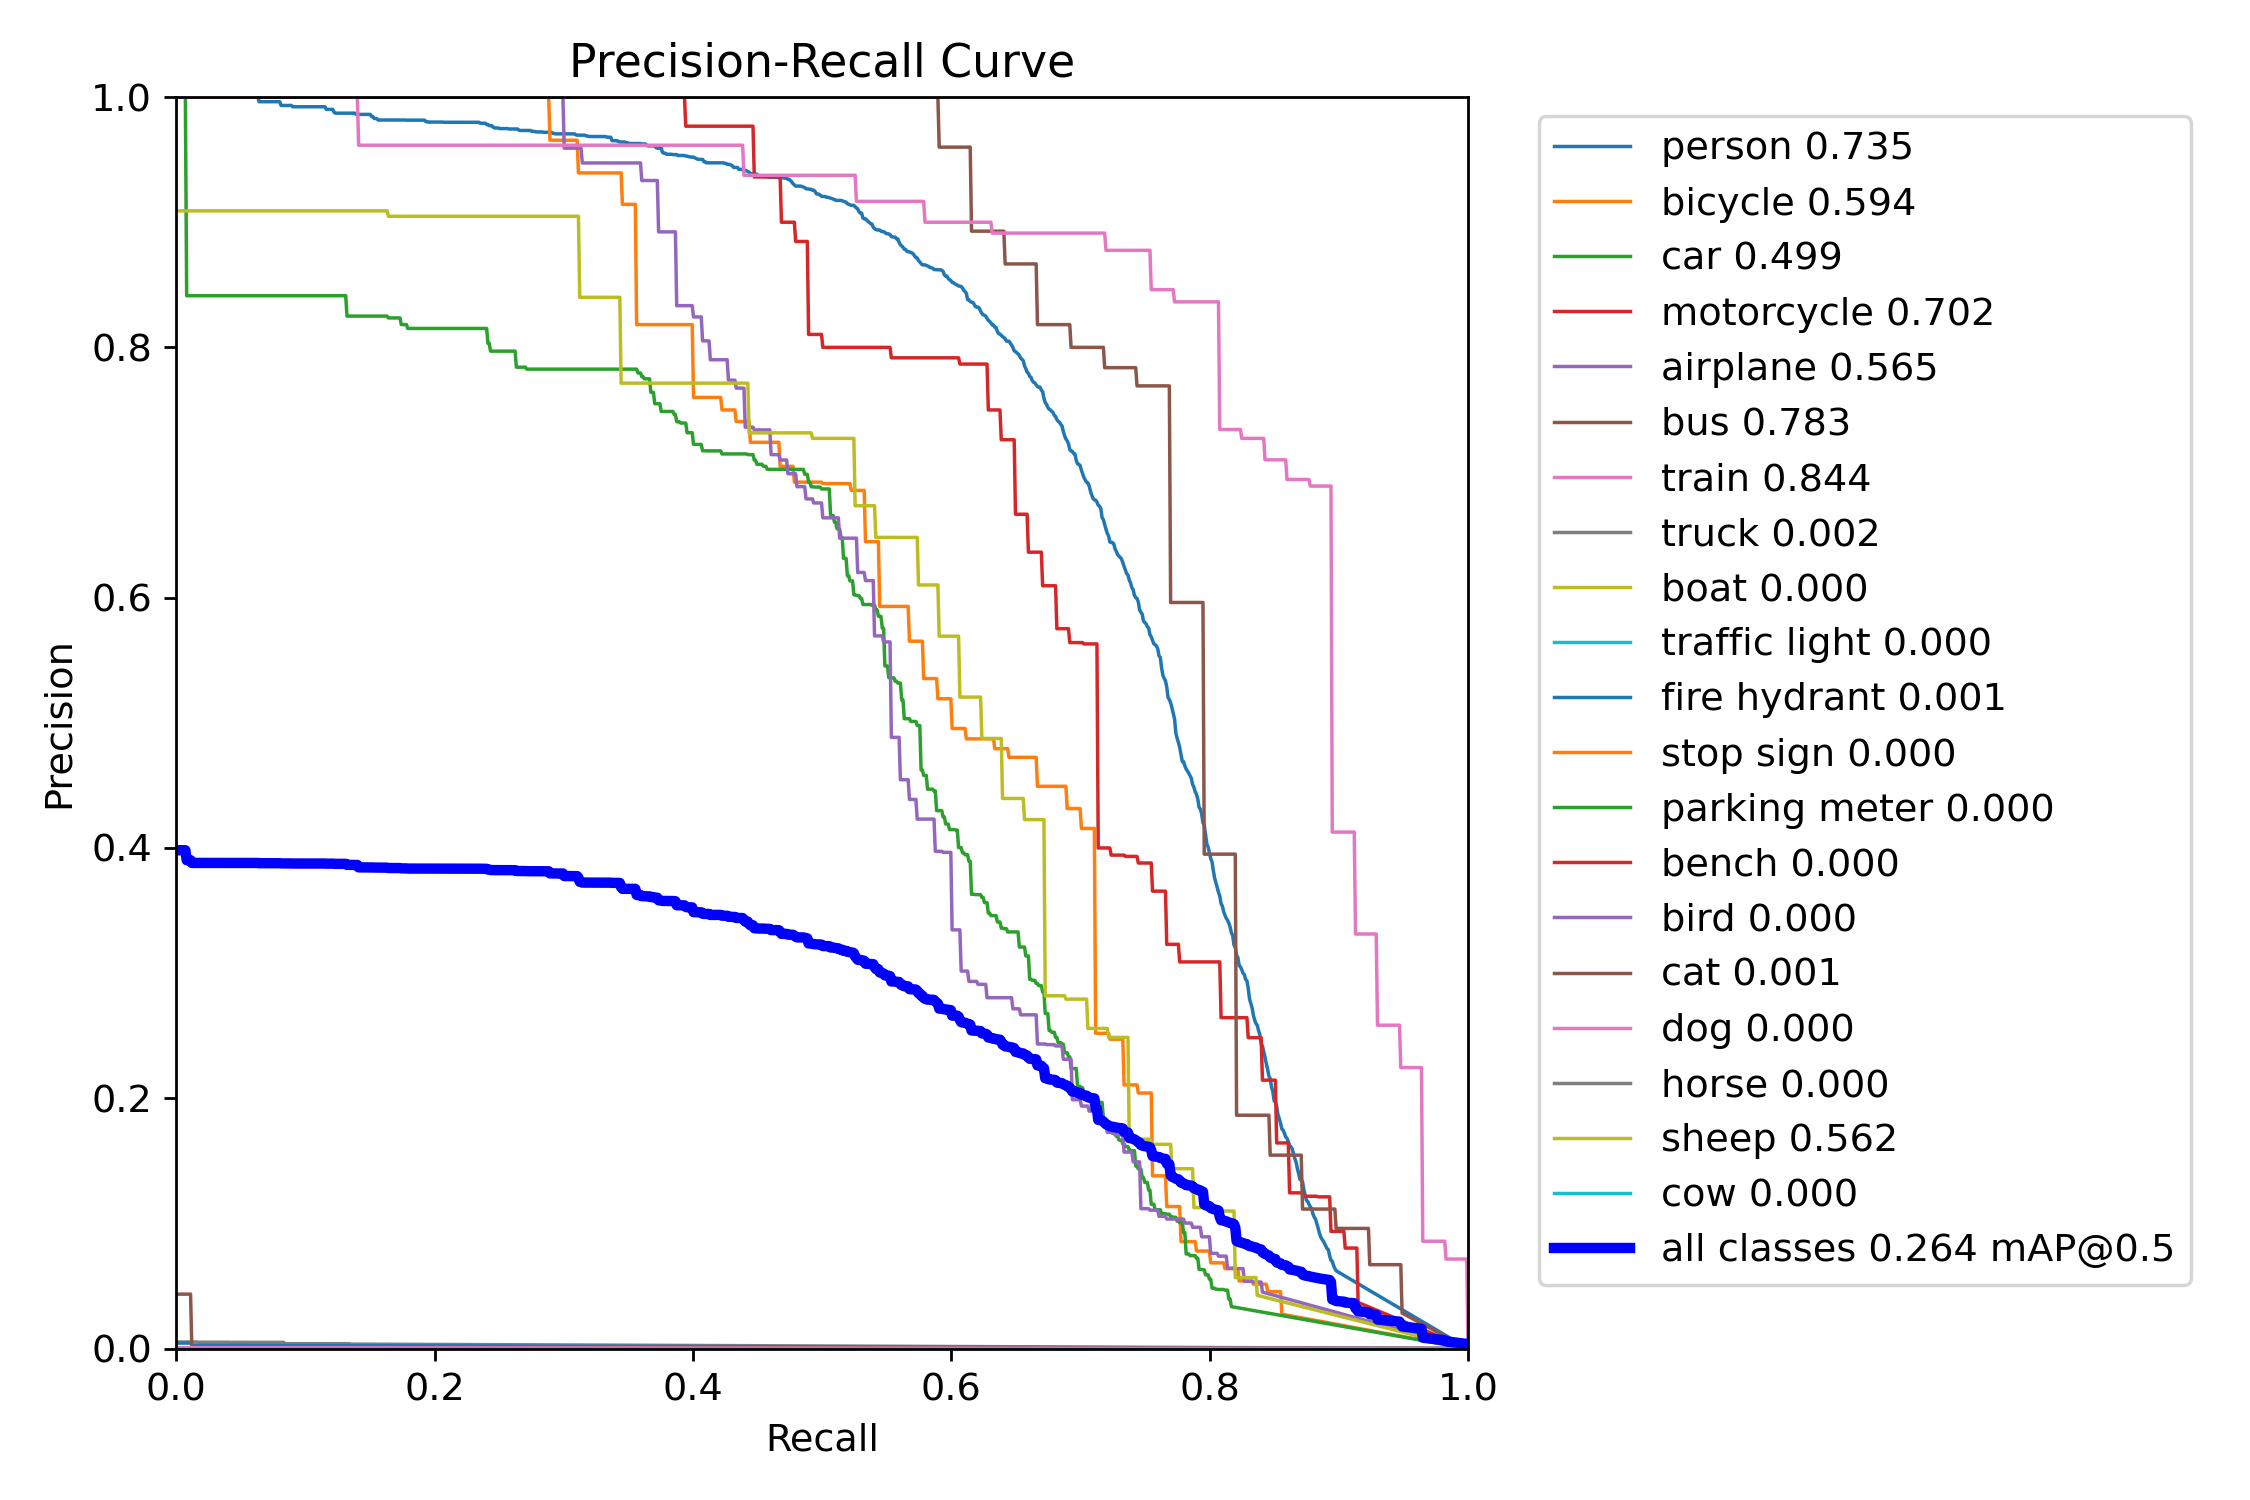 Precision-Recall Curve
1.0
0.8
0.6
0.4
0.2
0.0
Precision
0.0 0.2 0.4 0.6 0.8 1.0
Recall
person 0.735
bicycle 0.594
car 0.499
motorcycle 0.702
airplane 0.565
bus 0.783
train 0.844
truck 0.002
boat 0.000
traffic light 0.000
fire hydrant 0.001
stop sign 0.000
parking meter 0.000
bench 0.000
bird 0.000
cat 0.001
dog 0.000
horse 0.000
sheep 0.562
cow 0.000
all classes 0.264 mAP@0.5